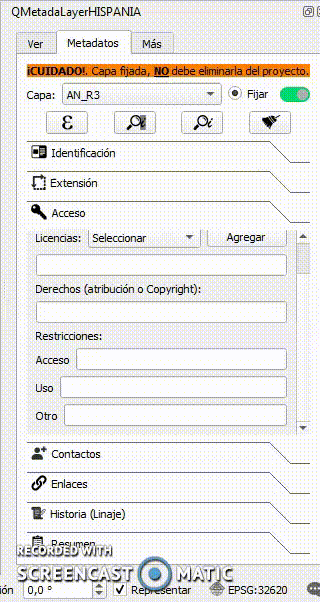 QMetadaLayerHISPANIA
Ver Metadatos Más
¡CUIDADO!. Capa fijada, NO debe eliminarla del proyecto.
Capa: AN_R3 Fijar
ε
Identificación
Extensión
Acceso
Licencias: Seleccionar Agregar
Derechos (atribución o Copyright):
Restricciones:
Acceso
Uso
Otro
Contactos
Enlaces
Historia (Linaje)
Resumen
RECORDED WITH
SCREENCAST MATIC
ión 0,0 ° Representar EPSG:32620